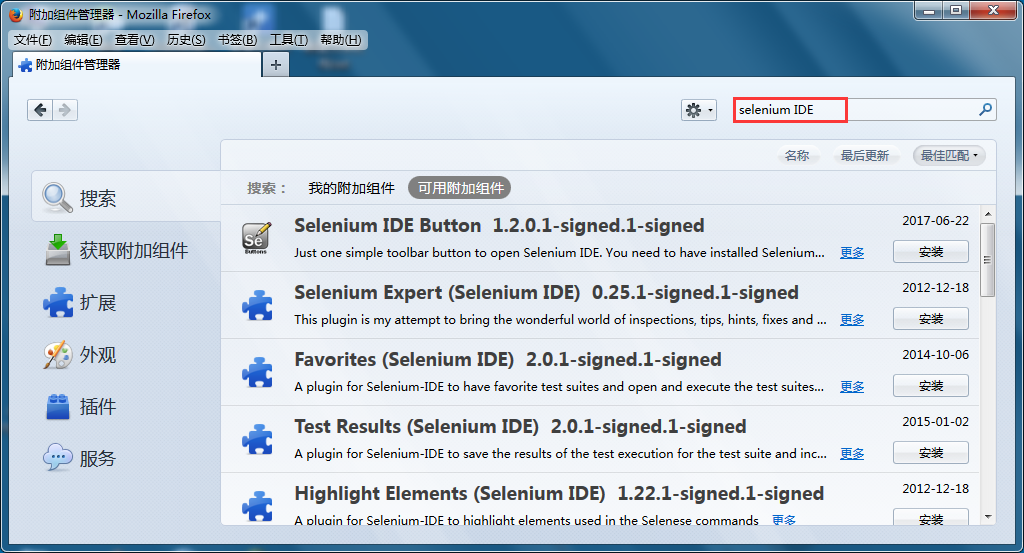 附加组件管理器 - Mozilla Firefox
文件(F) 编辑(E) 查看(V) 历史(S) 书签(B) 工具(T) 帮助(H)
附加组件管理器
selenium IDE
名称 最后更新 最佳匹配
搜索： 我的附加组件 可用附加组件
搜索
获取附加组件
扩展
外观
插件
服务
Se
Buttons
Selenium IDE Button 1.2.0.1-signed.1-signed 2017-06-22
Just one simple toolbar button to open Selenium IDE. You need to have installed Selenium... 更多 安装
Selenium Expert (Selenium IDE) 0.25.1-signed.1-signed 2012-12-18
This plugin is my attempt to bring the wonderful world of inspections, tips, hints, fixes and ... 更多 安装
Favorites (Selenium IDE) 2.0.1-signed.1-signed 2014-10-06
A plugin for Selenium-IDE to have favorite test suites and open and execute the test suites... 更多 安装
Test Results (Selenium IDE) 2.0.1-signed.1-signed 2015-01-02
A plugin for Selenium-IDE to save the results of the test execution for the test suite and inc... 更多 安装
Highlight Elements (Selenium IDE) 1.22.1-signed.1-signed 2012-12-18
A plugin for Selenium-IDE to highlight elements used in the Selenese commands 更多 安装